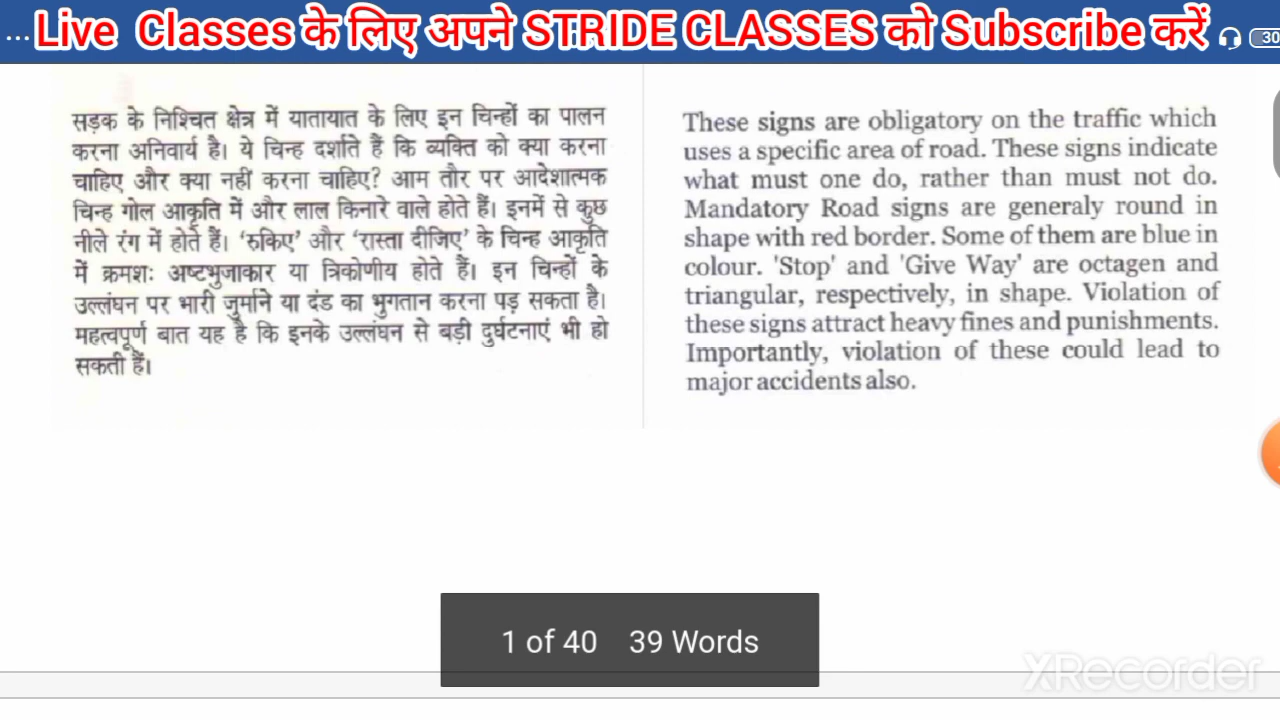 ... Live Classes के लिए अपने STRIDE CLASSES को Subscribe करें 30
सड़क के निश्चित क्षेत्र में यातायात के लिए इन चिन्हों का पालन
करना अनिवार्य है। ये चिन्ह दर्शाते हैं कि व्यक्ति को क्या करना
चाहिए और क्या नहीं करना चाहिए? आम तौर पर आदेशात्मक
चिन्ह गोल आकृति में और लाल किनारे वाले होते हैं। इनमें से कुछ
नीले रंग में होते हैं। 'रुकिए' और 'रास्ता दीजिए' के चिन्ह आकृति
में क्रमशः अष्टभुजाकार या त्रिकोणीय होते हैं। इन चिन्हों के
उल्लंघन पर भारी जुर्माने या दंड का भुगतान करना पड़ सकता है।
महत्वपूर्ण बात यह है कि इनके उल्लंघन से बड़ी दुर्घटनाएं भी हो
सकती हैं।
These signs are obligatory on the traffic which
uses a specific area of road. These signs indicate
what must one do, rather than must not do.
Mandatory Road signs are generaly round in
shape with red border. Some of them are blue in
colour. 'Stop' and 'Give Way' are octagen and
triangular, respectively, in shape. Violation of
these signs attract heavy fines and punishments.
Importantly, violation of these could lead to
major accidents also.
1 of 40 39 Words
XRecorder